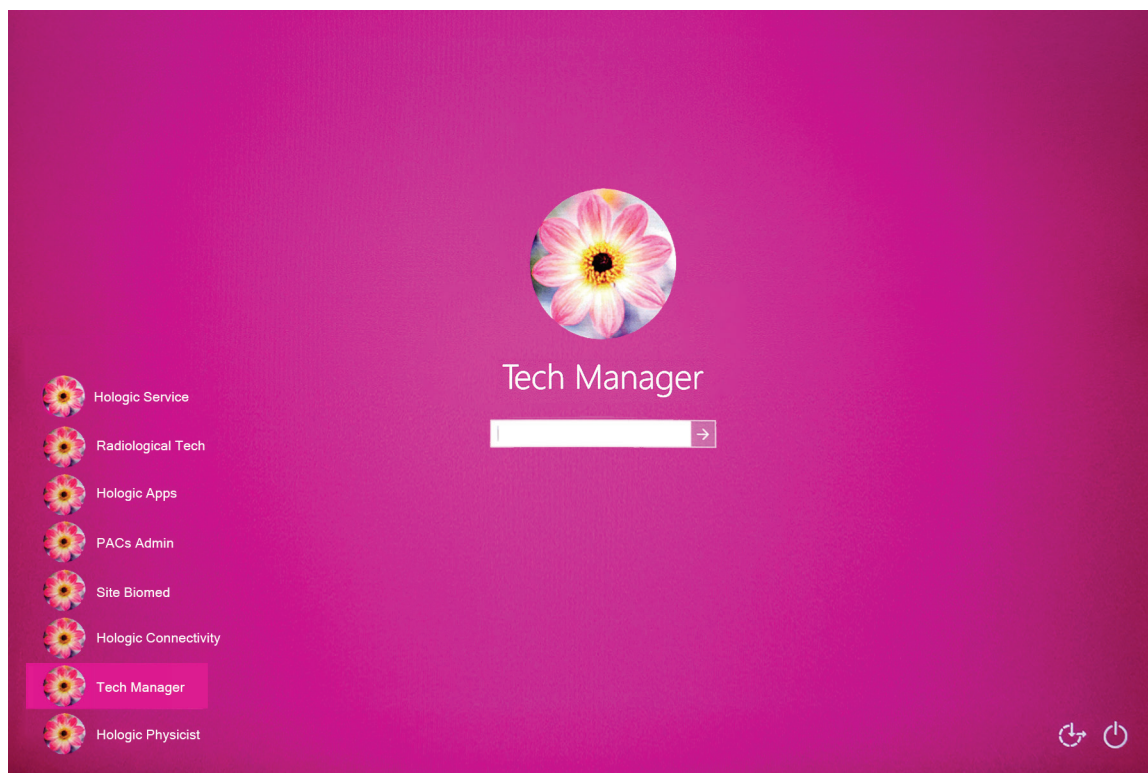 Tech Manager
Hologic Service
Radiological Tech
Hologic Apps
PACs Admin
Site Biomed
Hologic Connectivity
Tech Manager
Hologic Physicist